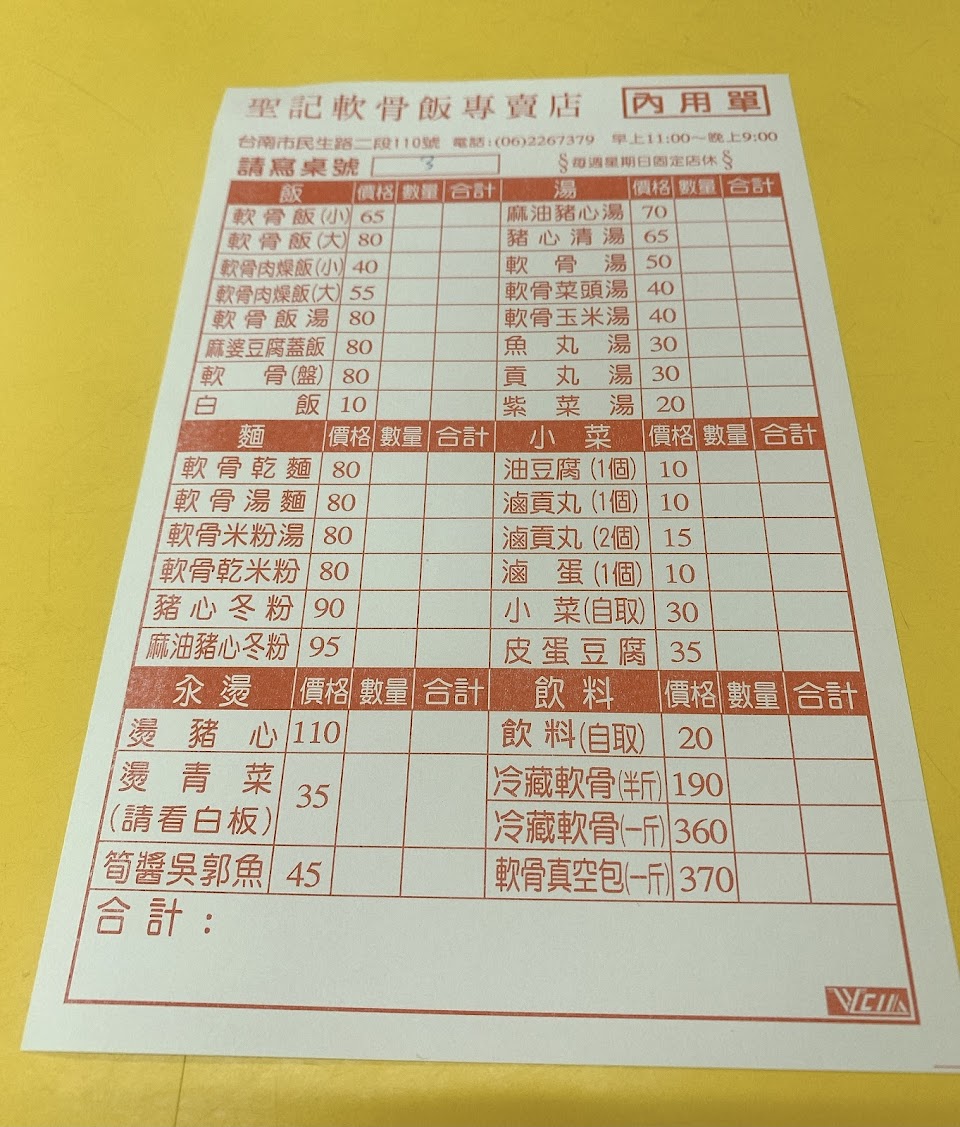 聖記軟骨飯專賣店 內用單
台南市民生路二段110號 電話:(06)2267379 早上11:00～晚上9:00
請寫桌號 3 §每週星期日固定店休§
飯 價格 數量 合計 湯 價格 數量 合計
軟骨飯(小) 65 麻油豬心湯 70
軟骨飯(大) 80 豬心清湯 65
軟骨肉燥飯(小) 40 軟骨湯 50
軟骨肉燥飯(大) 55 軟骨菜頭湯 40
軟骨飯湯 80 軟骨玉米湯 40
麻婆豆腐蓋飯 80 魚丸湯 30
軟骨(盤) 80 貢丸湯 30
白飯 10 紫菜湯 20
麵 價格 數量 合計 小菜 價格 數量 合計
軟骨乾麵 80 油豆腐(1個) 10
軟骨湯麵 80 滷貢丸(1個) 10
軟骨米粉湯 80 滷貢丸(2個) 15
軟骨乾米粉 80 滷蛋(1個) 10
豬心冬粉 90 小菜(自取) 30
麻油豬心冬粉 95 皮蛋豆腐 35
氽燙 價格 數量 合計 飲料 價格 數量 合計
燙豬心 110 飲料(自取) 20
燙青菜 35 冷藏軟骨(半斤) 190
(請看白板) 冷藏軟骨(一斤) 360
筍醬吳郭魚 45 軟骨真空包(一斤) 370
合計：